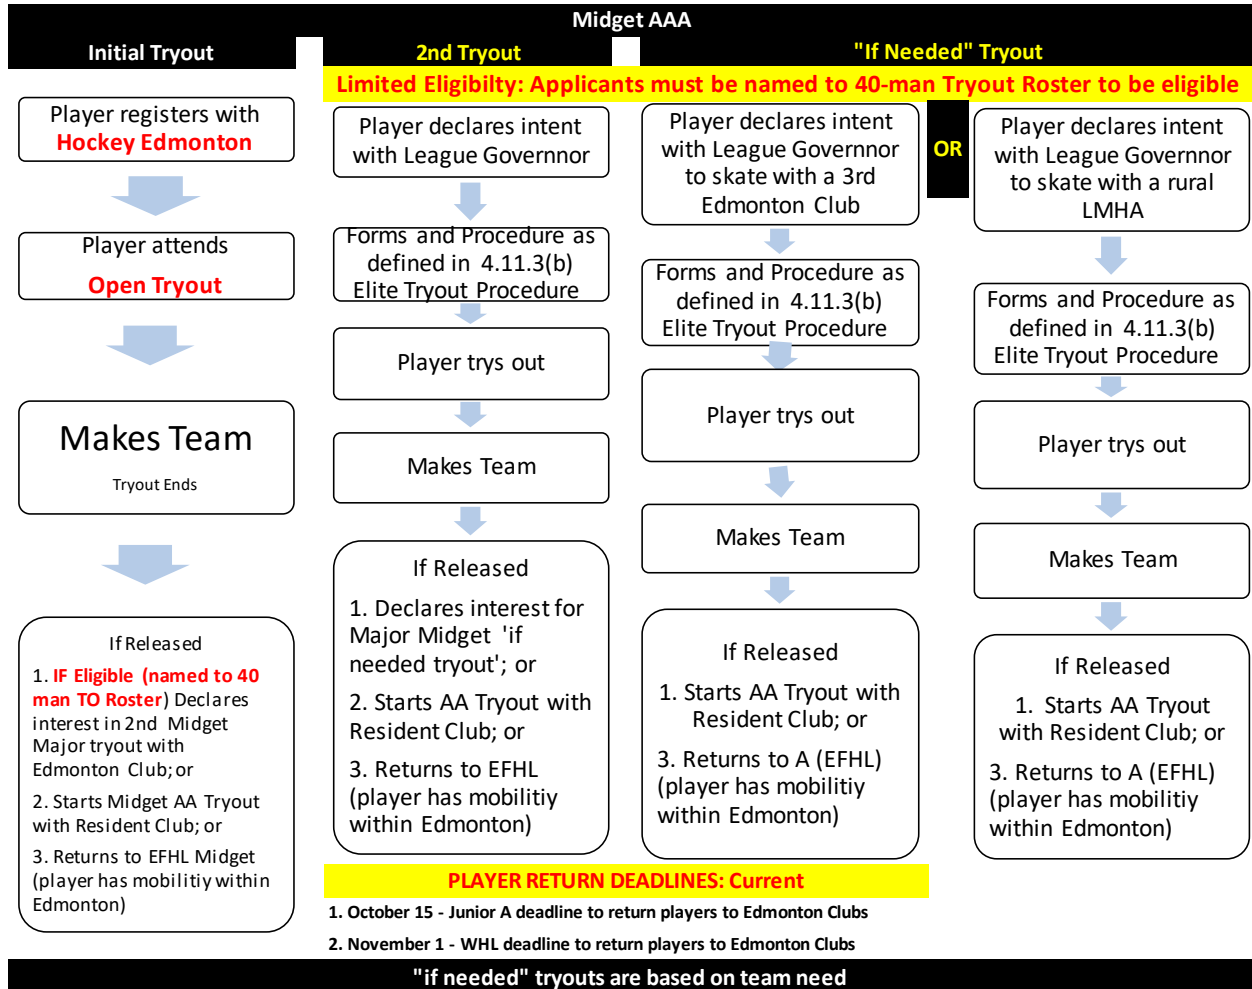 Midget AAA
Initial Tryout
2nd Tryout
"If Needed" Tryout
Limited Eligibilty: Applicants must be named to 40-man Tryout Roster to be eligible
Player registers with
Hockey Edmonton
Player attends
Open Tryout
Makes Team
Tryout Ends
If Released
1. IF Eligible (named to 40
man TO Roster) Declares
interest in 2nd Midget
Major tryout with
Edmonton Club; or
2. Starts Midget AA Tryout
with Resident Club; or
3. Returns to EFHL Midget
(player has mobilitiy within
Edmonton)
Player declares intent
with League Governnor
Forms and Procedure as
defined in 4.11.3(b)
Elite Tryout Procedure
Player trys out
Makes Team
If Released
1. Declares interest for
Major Midget 'if
needed tryout'; or
2. Starts AA Tryout with
Resident Club; or
3. Returns to EFHL
(player has mobilitiy
within Edmonton)
Player declares intent
with League Governnor
to skate with a 3rd
Edmonton Club
Forms and Procedure as
defined in 4.11.3(b)
Elite Tryout Procedure
Player trys out
Makes Team
If Released
1. Starts AA Tryout with
Resident Club; or
3. Returns to A (EFHL)
(player has mobilitiy
within Edmonton)
OR
Player declares intent
with League Governnor
to skate with a rural
LMHA
Forms and Procedure as
defined in 4.11.3(b)
Elite Tryout Procedure
Player trys out
Makes Team
If Released
1. Starts AA Tryout
with Resident Club; or
3. Returns to A (EFHL)
(player has mobilitiy
within Edmonton)
PLAYER RETURN DEADLINES: Current
1. October 15 - Junior A deadline to return players to Edmonton Clubs
2. November 1 - WHL deadline to return players to Edmonton Clubs
"if needed" tryouts are based on team need